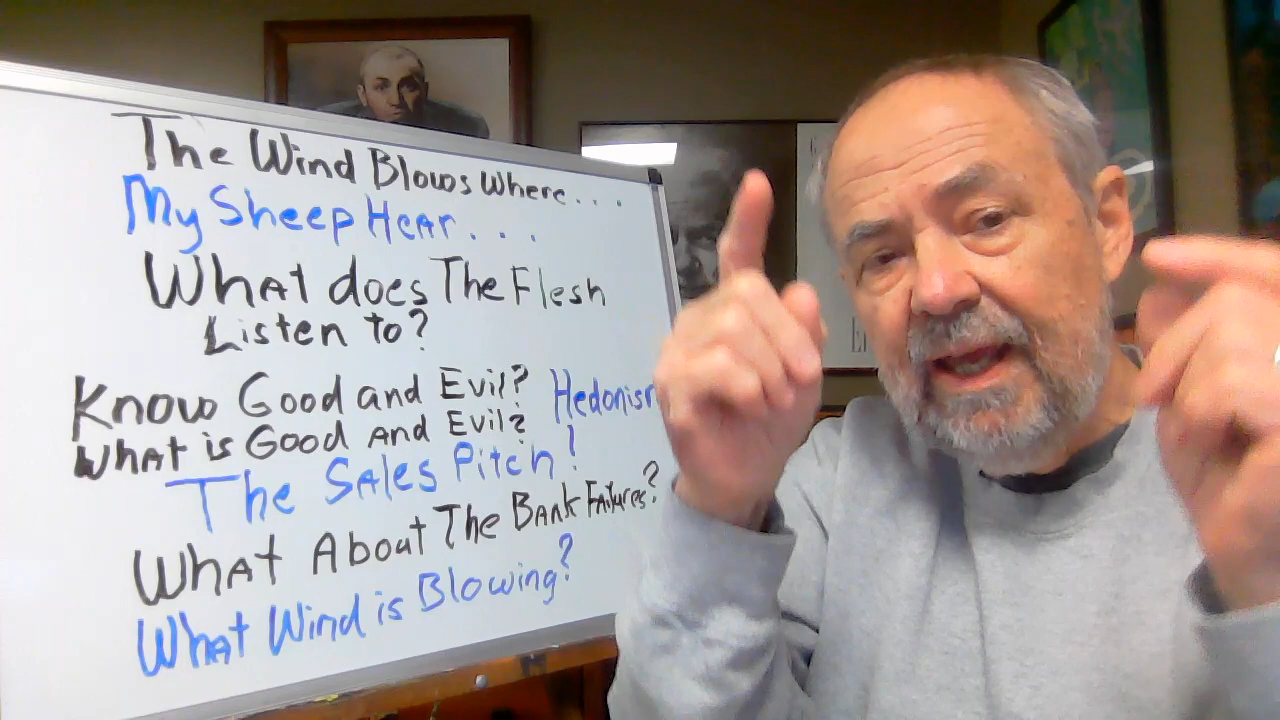 The Wind Blows Where...
My Sheep Hear...
What does The Flesh
Listen to?
Know Good and Evil?
What is Good And Evil?
The Sales Pitch!
What About The Bank Failures?
What Wind is Blowing?